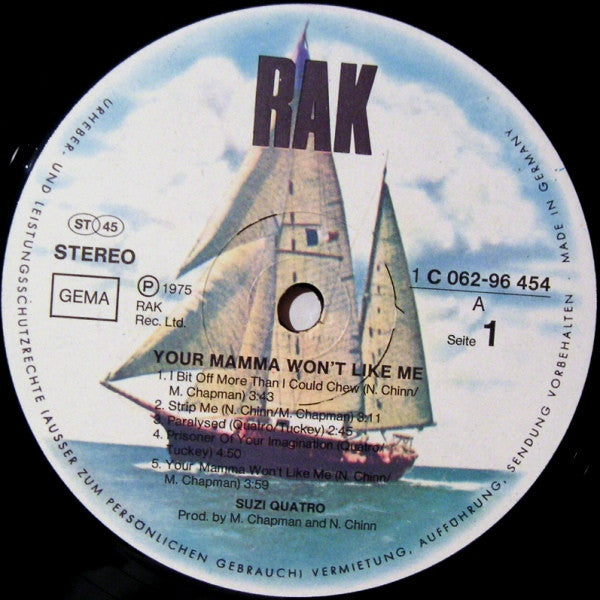 RAK
URHEBER- UND LEISTUNGSSCHUTZRECHTE (AUSSER ZUM PERSÖNLICHEN GEBRAUCH) VERMIETUNG, AUFFÜHRUNG, SENDUNG VORBEHALTEN · MADE IN GERMANY
ST 45
STEREO
GEMA
P 1975
RAK
Rec. Ltd.
1 C 062-96 454
A
Seite 1
YOUR MAMMA WON'T LIKE ME
1. I Bit Off More Than I Could Chew (N. Chinn/
M. Chapman) 3:43
2. Strip Me (N. Chinn/M. Chapman) 3:11
3. Paralysed (Quatro/Tuckey) 2:45
4. Prisoner Of Your Imagination (Quatro/
Tuckey) 4:50
5. Your Mamma Won't Like Me (N. Chinn/
M. Chapman) 3:59
SUZI QUATRO
Prod. by M. Chapman and N. Chinn